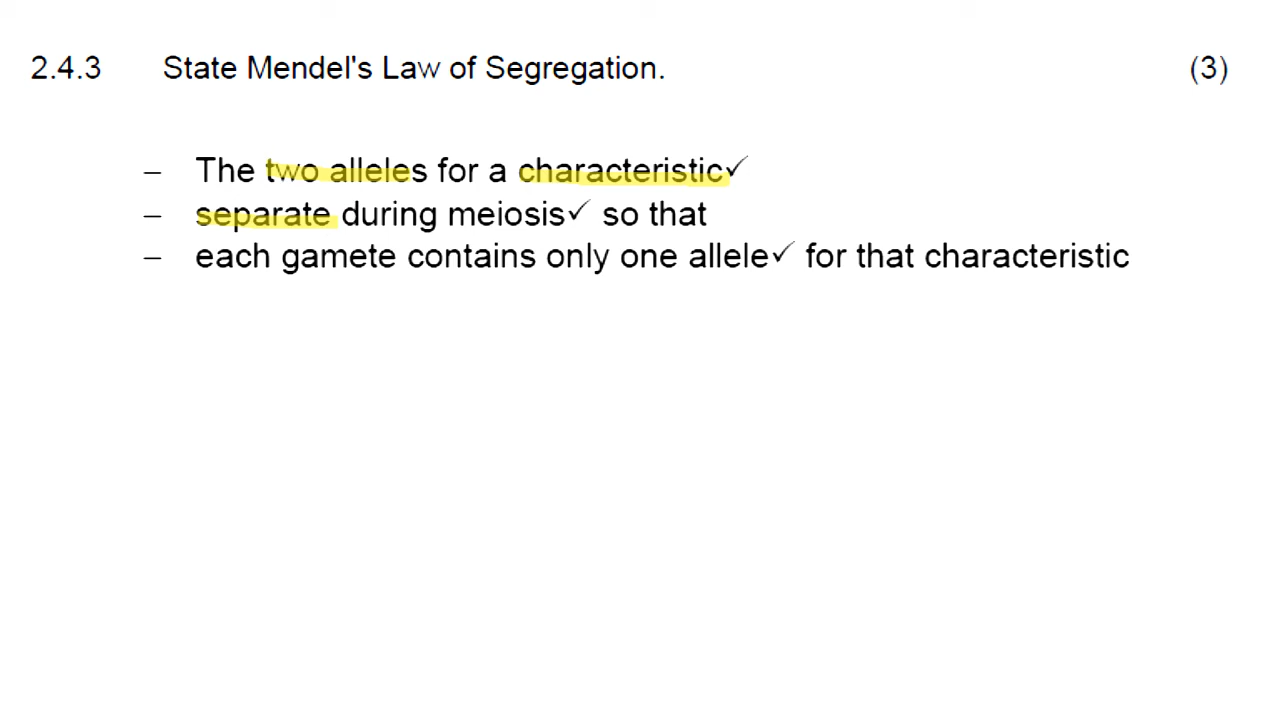 2.4.3 State Mendel's Law of Segregation. (3)
– The two alleles for a characteristic✓
– separate during meiosis✓ so that
– each gamete contains only one allele✓ for that characteristic